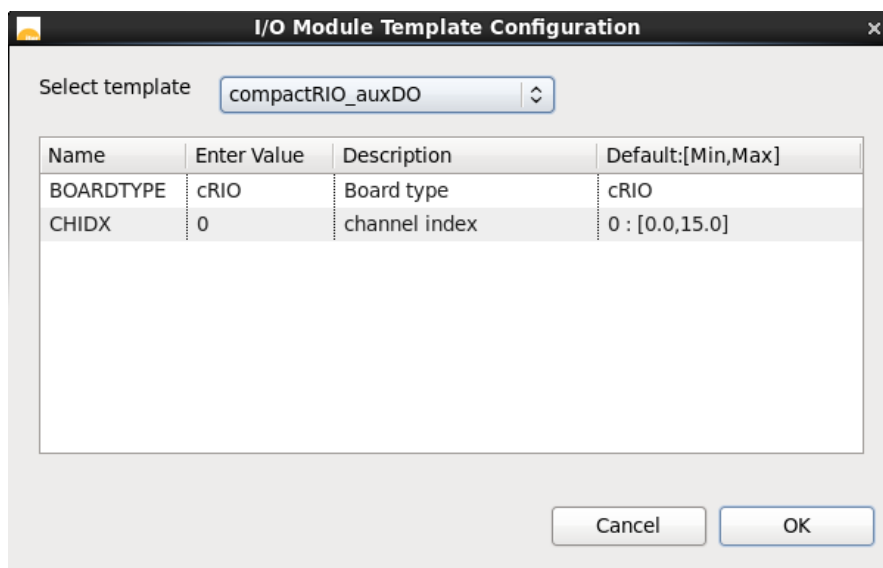 I/O Module Template Configuration
Select template compactRIO_auxDO
Name Enter Value Description Default:[Min,Max]
BOARDTYPE cRIO Board type cRIO
CHIDX 0 channel index 0 : [0.0,15.0]
Cancel OK